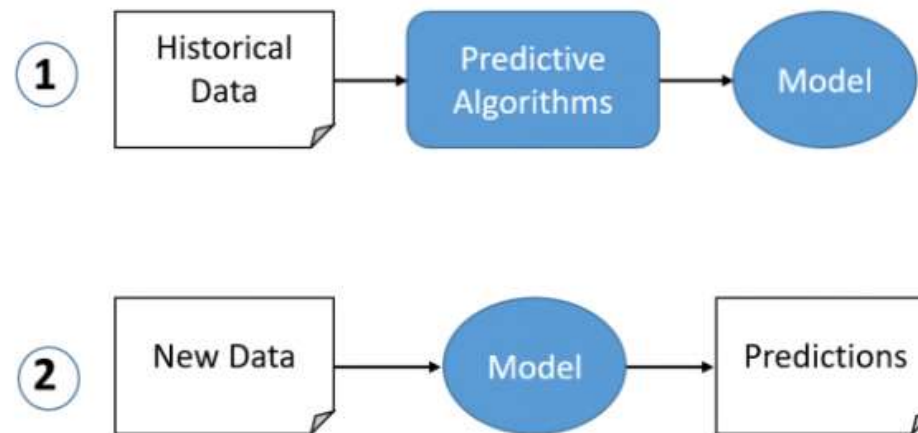 1
Historical
Data
Predictive
Algorithms
Model
2
New Data
Model
Predictions